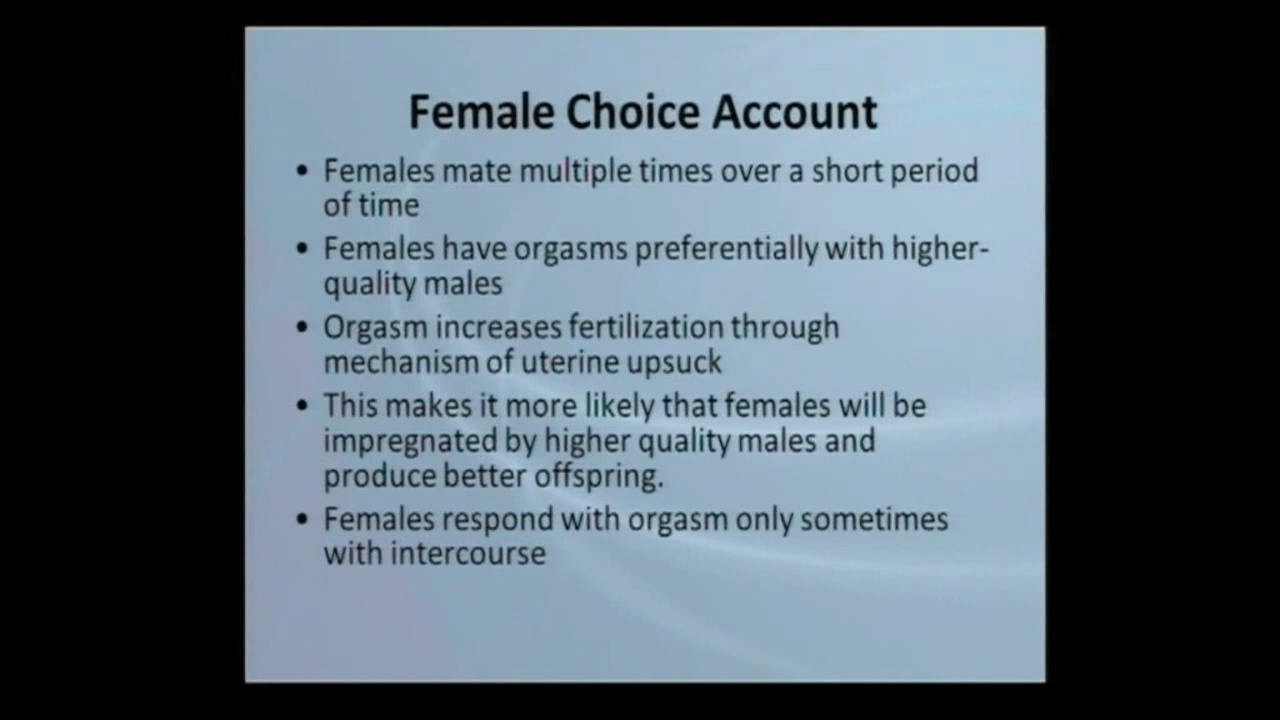 Female Choice Account
• Females mate multiple times over a short period
of time
• Females have orgasms preferentially with higher-
quality males
• Orgasm increases fertilization through
mechanism of uterine upsuck
• This makes it more likely that females will be
impregnated by higher quality males and
produce better offspring.
• Females respond with orgasm only sometimes
with intercourse